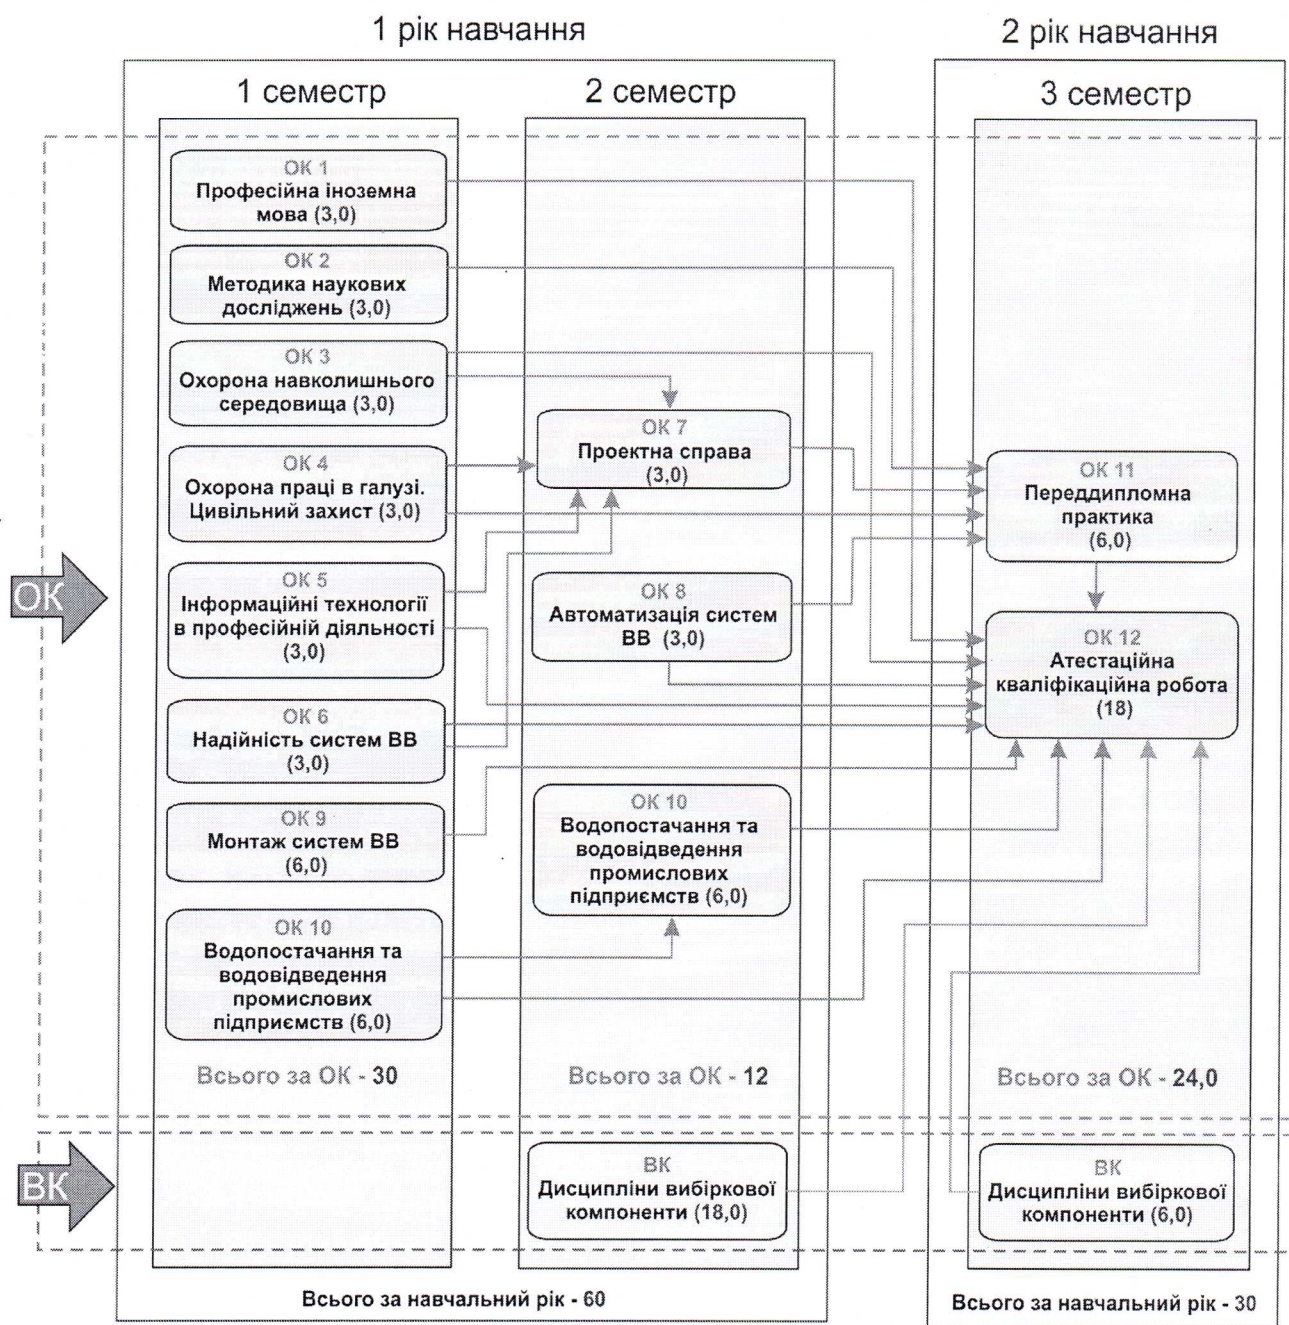 1 рік навчання
2 рік навчання
1 семестр
2 семестр
3 семестр
ОК
ОК 1
Професійна іноземна
мова (3,0)
ОК 2
Методика наукових
досліджень (3,0)
ОК 3
Охорона навколишнього
середовища (3,0)
ОК 4
Охорона праці в галузі.
Цивільний захист (3,0)
ОК 5
Інформаційні технології
в професійній діяльності
(3,0)
ОК 6
Надійність систем ВВ
(3,0)
ОК 9
Монтаж систем ВВ
(6,0)
ОК 10
Водопостачання та
водовідведення
промислових
підприємств (6,0)
Всього за ОК - 30
ОК 7
Проектна справа
(3,0)
ОК 8
Автоматизація систем
ВВ (3,0)
ОК 10
Водопостачання та
водовідведення
промислових
підприємств (6,0)
Всього за ОК - 12
ОК 11
Переддипломна
практика
(6,0)
ОК 12
Атестаційна
кваліфікаційна робота
(18)
Всього за ОК - 24,0
ВК
ВК
Дисципліни вибіркової
компоненти (18,0)
ВК
Дисципліни вибіркової
компоненти (6,0)
Всього за навчальний рік - 60
Всього за навчальний рік - 30